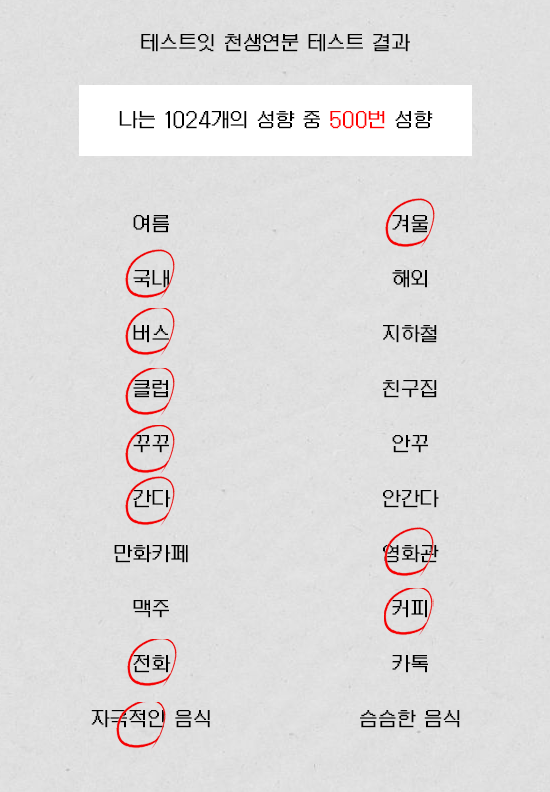 테스트잇 천생연분 테스트 결과
나는 1024개의 성향 중 500번 성향
여름 겨울
국내 해외
버스 지하철
클럽 친구집
꾸꾸 안꾸
간다 안간다
만화카페 영화관
맥주 커피
전화 카톡
자극적인 음식 슴슴한 음식